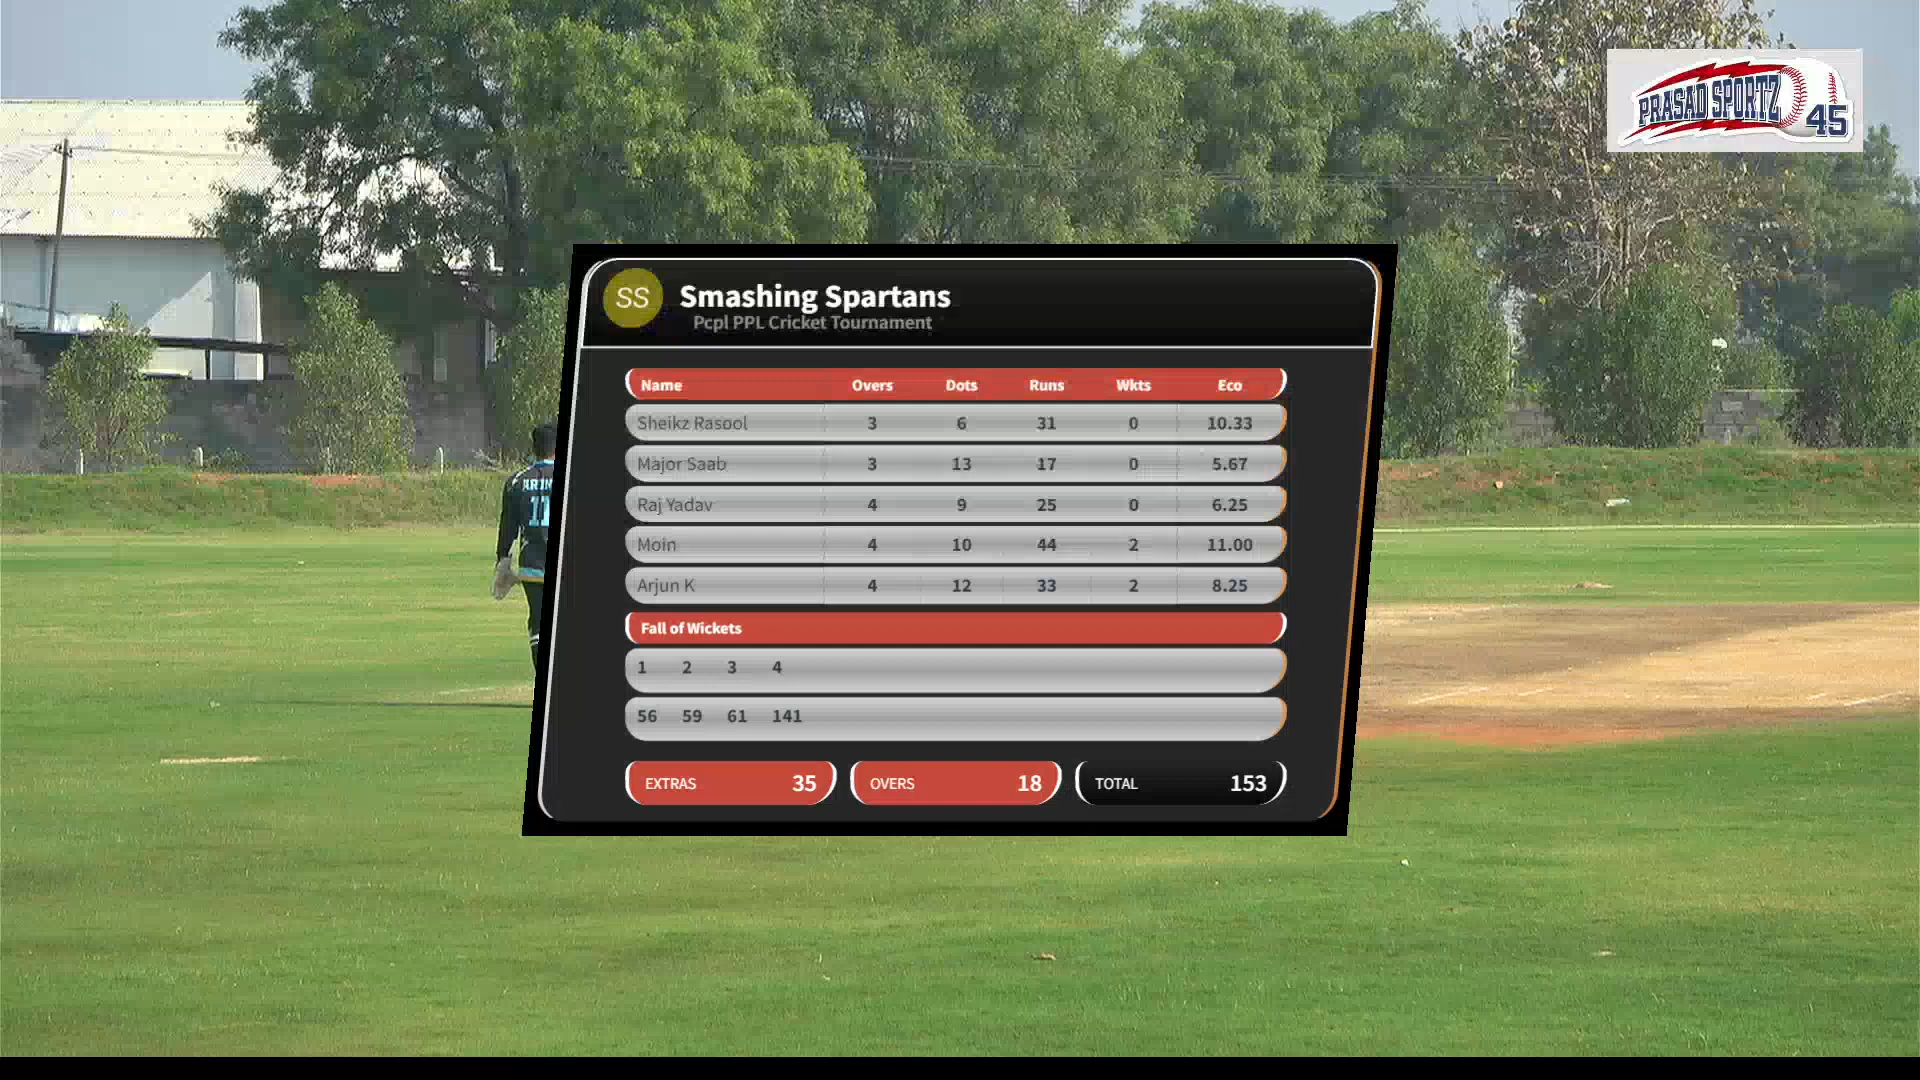 PRASAD SPORTZ 45
SS
Smashing Spartans
Pcpl PPL Cricket Tournament
Name Overs Dots Runs Wkts Eco
Sheikz Rasool 3 6 31 0 10.33
Major Saab 3 13 17 0 5.67
Raj Yadav 4 9 25 0 6.25
Moin 4 10 44 2 11.00
Arjun K 4 12 33 2 8.25
Fall of Wickets
1 2 3 4
56 59 61 141
EXTRAS 35 OVERS 18 TOTAL 153